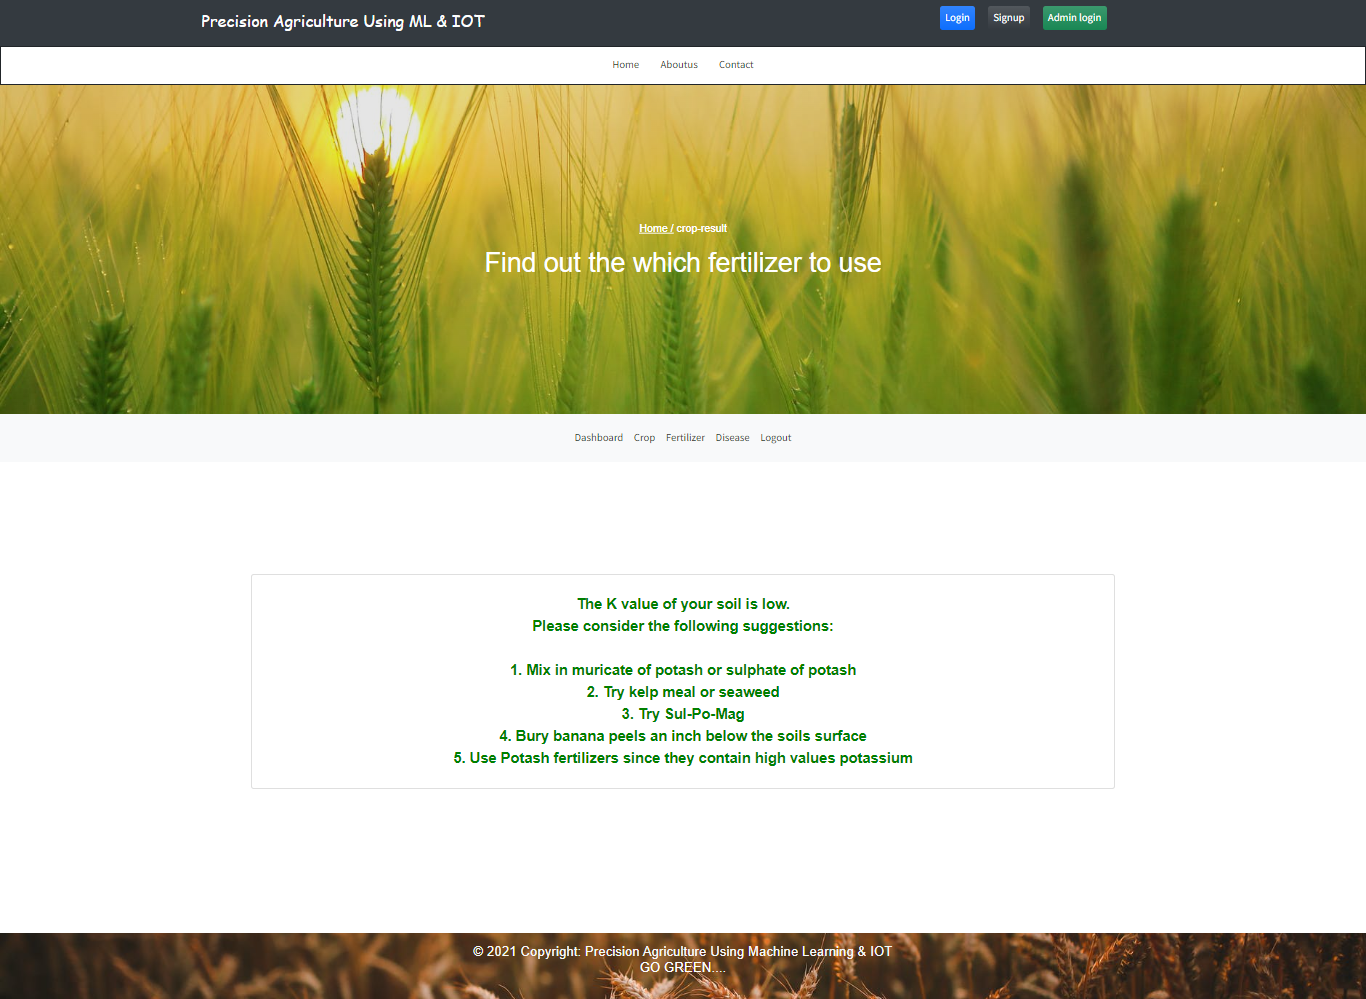 Precision Agriculture Using ML & IOT
Login Signup Admin login
Home Aboutus Contact
Home / crop-result
Find out the which fertilizer to use
Dashboard Crop Fertilizer Disease Logout
The K value of your soil is low.
Please consider the following suggestions:
1. Mix in muricate of potash or sulphate of potash
2. Try kelp meal or seaweed
3. Try Sul-Po-Mag
4. Bury banana peels an inch below the soils surface
5. Use Potash fertilizers since they contain high values potassium
© 2021 Copyright: Precision Agriculture Using Machine Learning & IOT
GO GREEN....